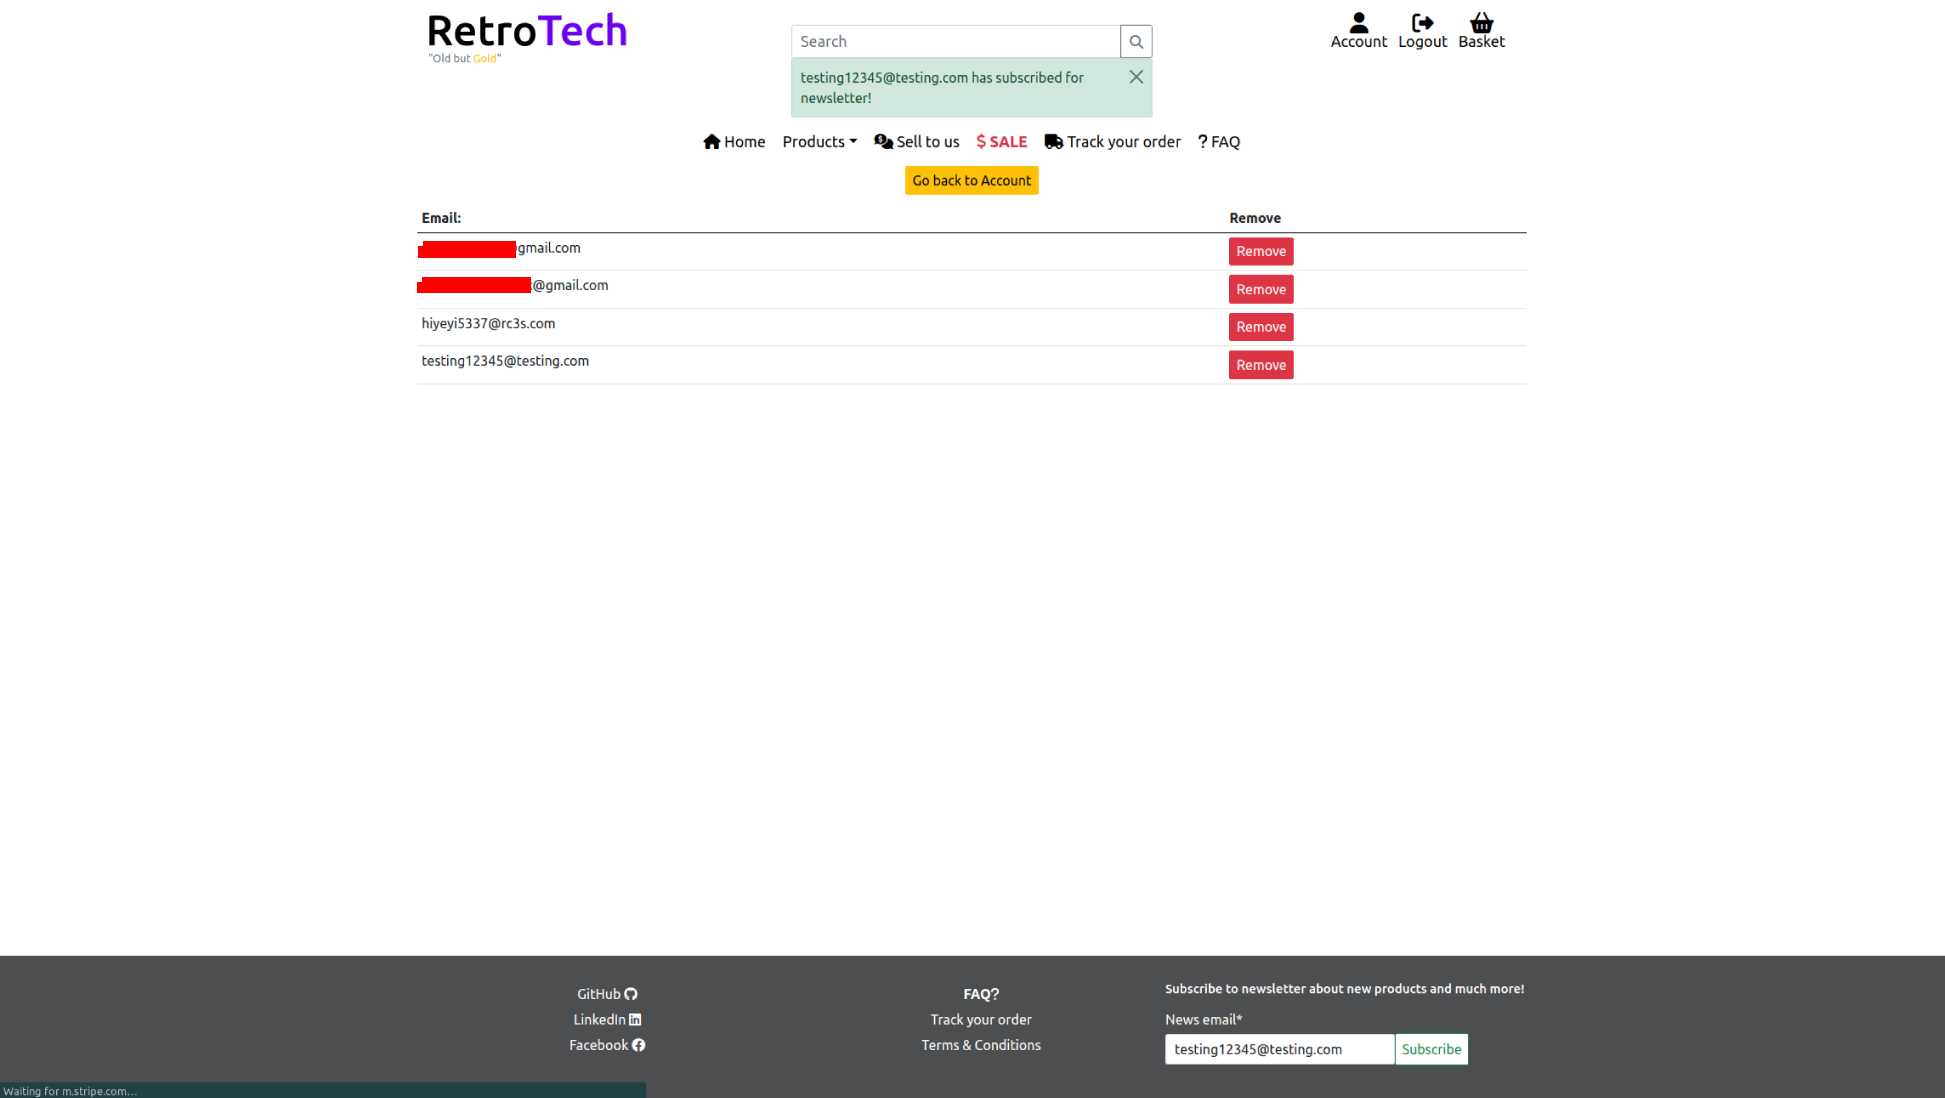 RetroTech
"Old but Gold"
Search
Account Logout Basket
testing12345@testing.com has subscribed for
newsletter!
Home Products Sell to us $ SALE Track your order ? FAQ
Go back to Account
Email: Remove
gmail.com Remove
@gmail.com Remove
hiyeyi5337@rc3s.com Remove
testing12345@testing.com Remove
GitHub
LinkedIn
Facebook
FAQ?
Track your order
Terms & Conditions
Subscribe to newsletter about new products and much more!
News email*
testing12345@testing.com Subscribe
Waiting for m.stripe.com…